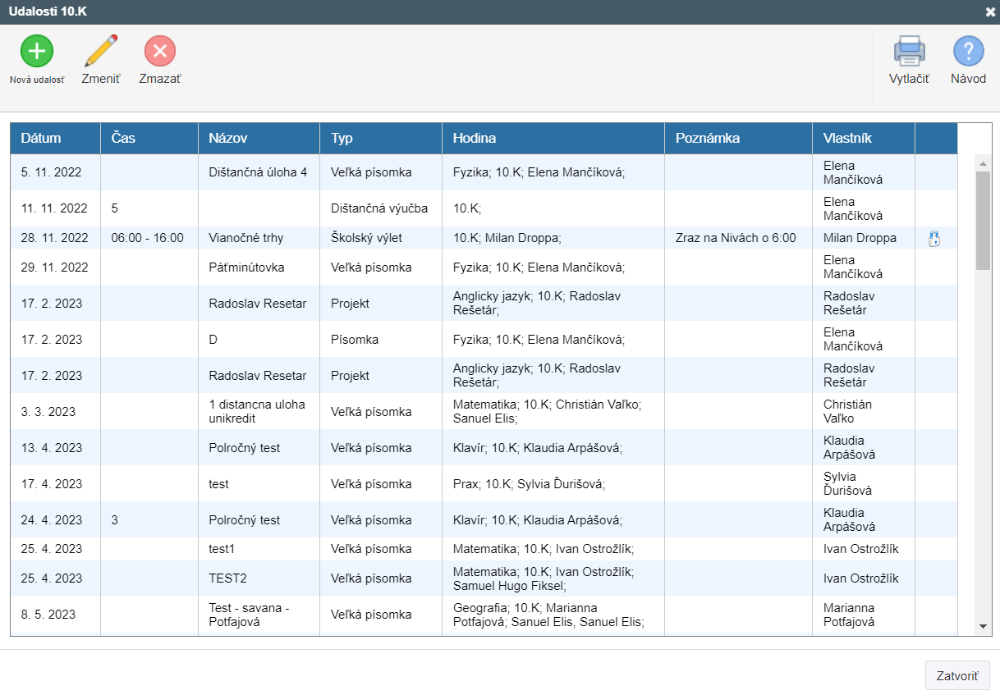 Udalosti 10.K
Nová udalosť
Zmeniť
Zmazať
Vytlačiť
Návod
Dátum Čas Názov Typ Hodina Poznámka Vlastník
5. 11. 2022 Dištančná úloha 4 Veľká písomka Fyzika; 10.K; Elena Mančíková; Elena
Mančíková
11. 11. 2022 5 Dištančná výučba 10.K; Elena
Mančíková
28. 11. 2022 06:00 - 16:00 Vianočné trhy Školský výlet 10.K; Milan Droppa; Zraz na Nivách o 6:00 Milan Droppa
29. 11. 2022 Päťminútovka Veľká písomka Fyzika; 10.K; Elena Mančíková; Elena
Mančíková
17. 2. 2023 Radoslav Resetar Projekt Anglicky jazyk; 10.K; Radoslav Radoslav
Rešetár; Rešetár
17. 2. 2023 D Písomka Fyzika; 10.K; Elena Mančíková; Elena
Mančíková
17. 2. 2023 Radoslav Resetar Projekt Anglicky jazyk; 10.K; Radoslav Radoslav
Rešetár; Rešetár
3. 3. 2023 1 distancna uloha Veľká písomka Matematika; 10.K; Christián Vaľko; Christián
unikredit Sanuel Elis; Vaľko
13. 4. 2023 Polročný test Veľká písomka Klavír; 10.K; Klaudia Arpášová; Klaudia
Arpášová
17. 4. 2023 test Veľká písomka Prax; 10.K; Sylvia Ďurišová; Sylvia
Ďurišová
24. 4. 2023 3 Polročný test Veľká písomka Klavír; 10.K; Klaudia Arpášová; Klaudia
Arpášová
25. 4. 2023 test1 Veľká písomka Matematika; 10.K; Ivan Ostrožlík; Ivan Ostrožlík
25. 4. 2023 TEST2 Veľká písomka Matematika; 10.K; Ivan Ostrožlík; Ivan Ostrožlík
Samuel Hugo Fiksel;
8. 5. 2023 Test - savana - Veľká písomka Geografia; 10.K; Marianna Marianna
Potfajová Potfajová; Sanuel Elis, Sanuel Elis; Potfajová
Zatvoriť